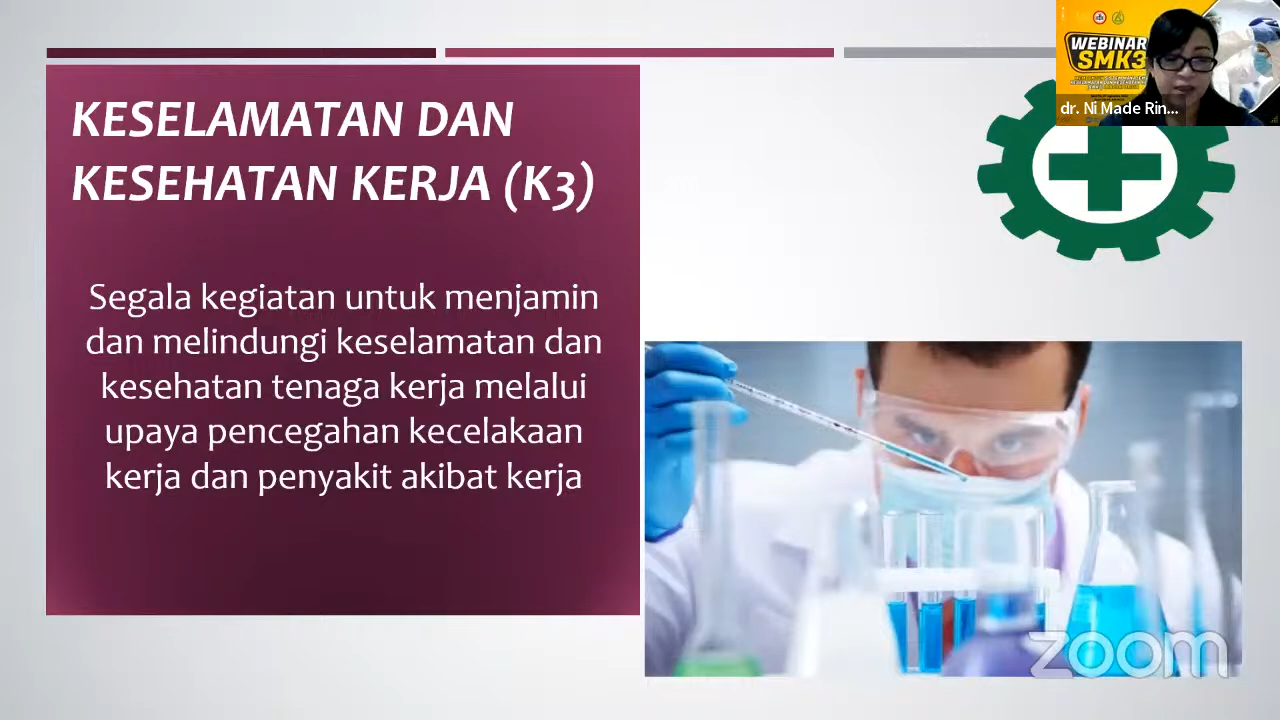 WEBINAR
SMK3
dr. Ni Made Rin...
KESELAMATAN DAN
KESEHATAN KERJA (K3)
Segala kegiatan untuk menjamin
dan melindungi keselamatan dan
kesehatan tenaga kerja melalui
upaya pencegahan kecelakaan
kerja dan penyakit akibat kerja
zoom